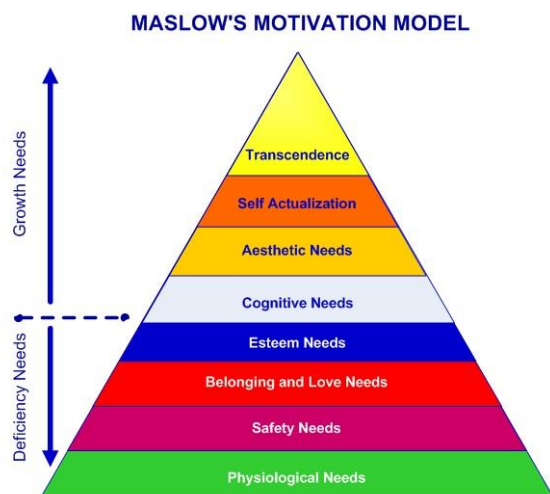 MASLOW'S MOTIVATION MODEL
Growth Needs
Deficiency Needs
Transcendence
Self Actualization
Aesthetic Needs
Cognitive Needs
Esteem Needs
Belonging and Love Needs
Safety Needs
Physiological Needs